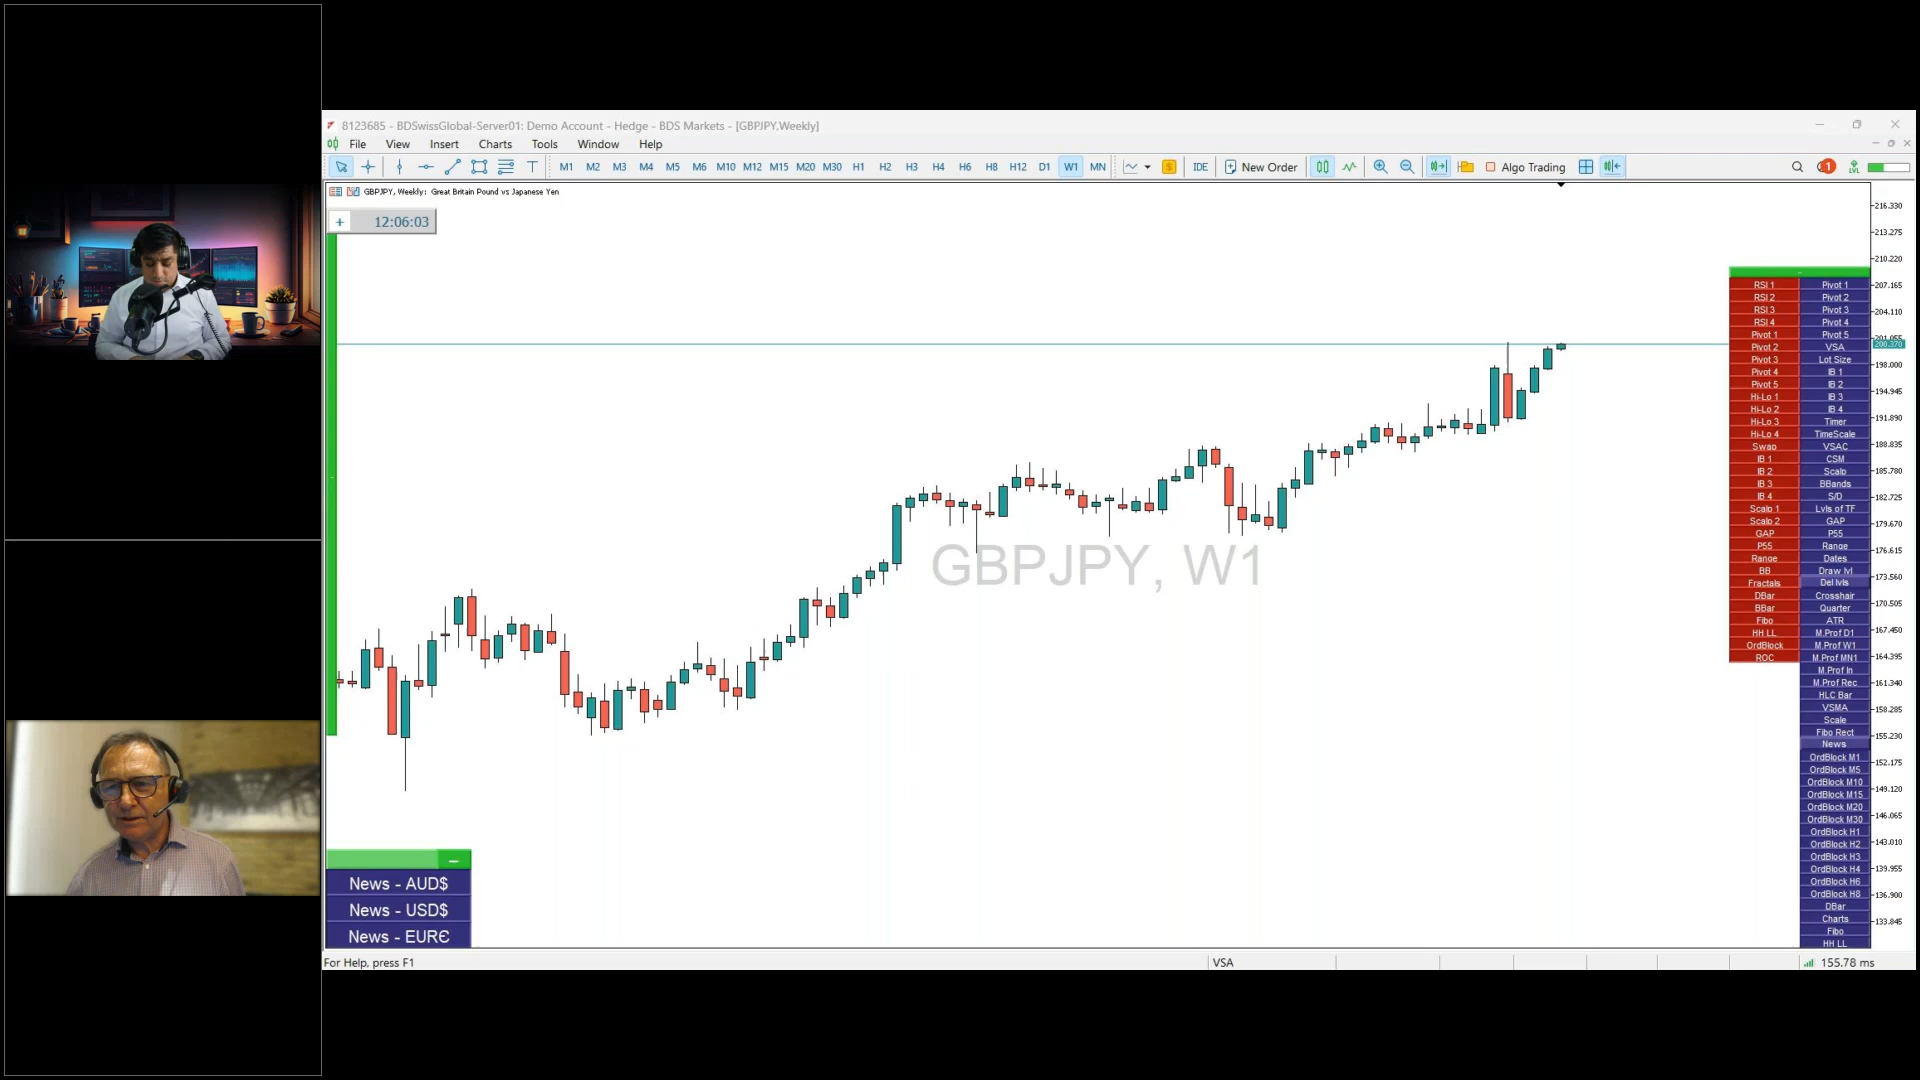 8123685 - BDSwissGlobal-Server01: Demo Account - Hedge - BDS Markets - [GBPJPY,Weekly]
File View Insert Charts Tools Window Help
M1 M2 M3 M4 M5 M6 M10 M12 M15 M20 M30 H1 H2 H3 H4 H6 H8 H12 D1 W1 MN IDE New Order Algo Trading 1
GBPJPY, Weekly: Great Britain Pound vs Japanese Yen
+ 12:06:03
216.330
213.275
210.220
207.165
204.110
201.055
200.370
198.000
194.945
191.890
188.835
185.780
182.725
179.670
176.615
173.560
170.505
167.450
164.395
161.340
158.285
155.230
152.175
149.120
146.065
143.010
139.955
136.900
133.845
RSI 1 Pivot 1
RSI 2 Pivot 2
RSI 3 Pivot 3
RSI 4 Pivot 4
Pivot 1 Pivot 5
Pivot 2 VSA
Pivot 3 Lot Size
Pivot 4 IB 1
Pivot 5 IB 2
Hi-Lo 1 IB 3
Hi-Lo 2 IB 4
Hi-Lo 3 Timer
Hi-Lo 4 TimeScale
Swap VSAC
IB 1 CSM
IB 2 Scalp
IB 3 BBands
IB 4 S/D
Scalp 1 Lvls of TF
Scalp 2 GAP
GAP P55
P55 Range
Range Dates
BB Draw lvl
Fractals Del lvls
DBar Crosshair
BBar Quarter
Fibo ATR
HH LL M.Prof D1
OrdBlock M.Prof W1
ROC M.Prof MN1
M.Prof In
M.Prof Rec
HLC Bar
VSMA
Scale
Fibo Rect
News
OrdBlock M1
OrdBlock M5
OrdBlock M10
OrdBlock M15
OrdBlock M20
OrdBlock M30
OrdBlock H1
OrdBlock H2
OrdBlock H3
OrdBlock H4
OrdBlock H6
OrdBlock H8
DBar
Charts
Fibo
HH LL
GBPJPY, W1
News - AUD$
News - USD$
News - EUR€
For Help, press F1
VSA
155.78 ms